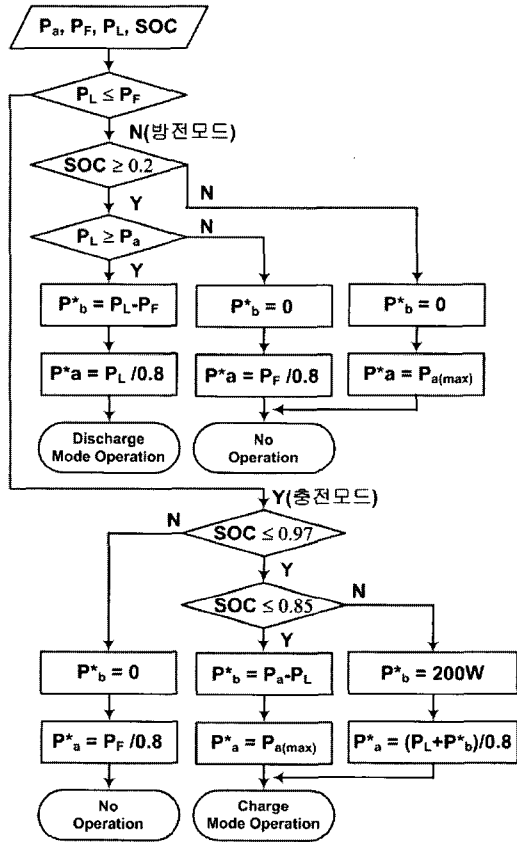 Pa, PF, PL, SOC
PL ≤ PF
N(방전모드)
SOC ≥ 0.2
N
Y
PL ≥ Pa
N
Y
P*b = PL-PF
P*b = 0
P*b = 0
P*a = PL /0.8
P*a = PF /0.8
P*a = Pa(max)
Discharge
Mode Operation
No
Operation
Y(충전모드)
N
SOC ≤ 0.97
Y
N
SOC ≤ 0.85
Y
P*b = 0
P*b = Pa-PL
P*b = 200W
P*a = PF /0.8
P*a = Pa(max)
P*a = (PL+P*b)/0.8
No
Operation
Charge
Mode Operation